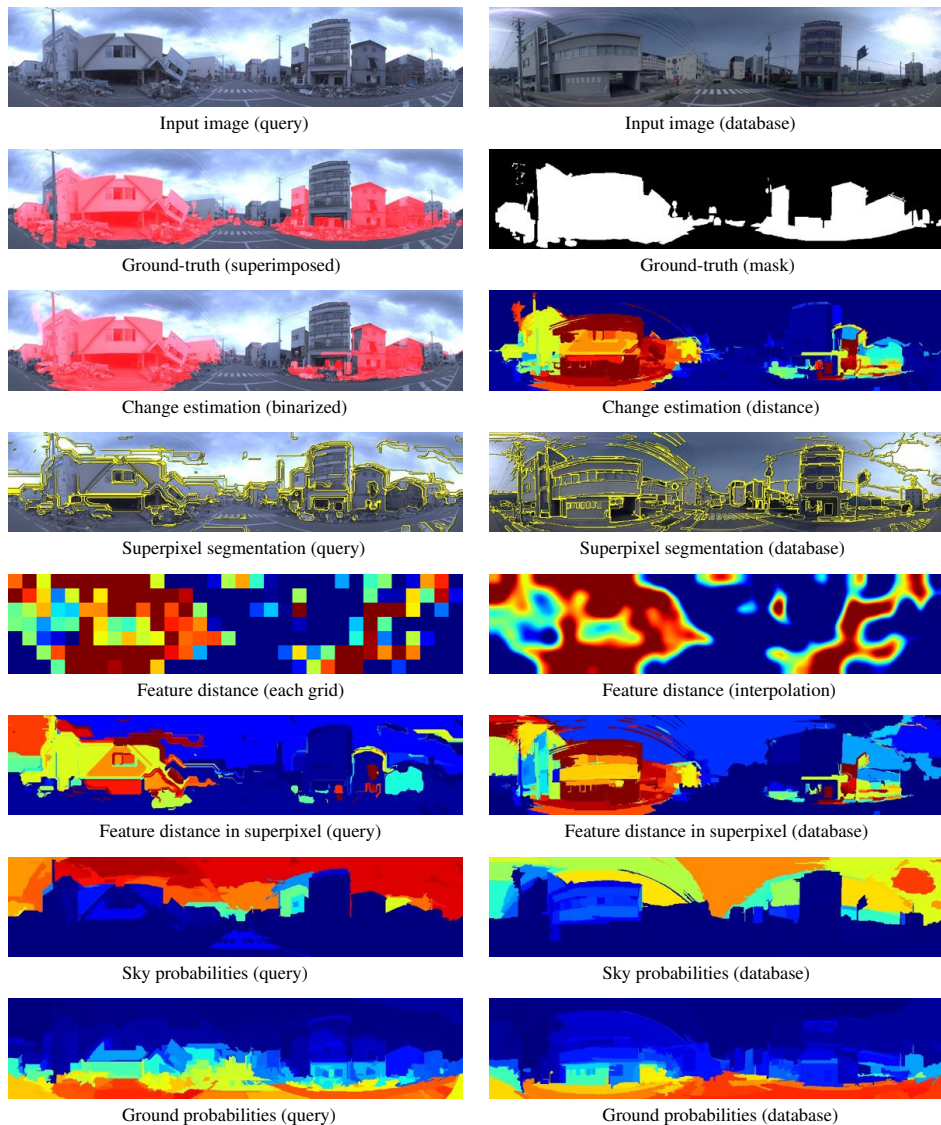 Input image (query)
Input image (database)
Ground-truth (superimposed)
Ground-truth (mask)
Change estimation (binarized)
Change estimation (distance)
Superpixel segmentation (query)
Superpixel segmentation (database)
Feature distance (each grid)
Feature distance (interpolation)
Feature distance in superpixel (query)
Feature distance in superpixel (database)
Sky probabilities (query)
Sky probabilities (database)
Ground probabilities (query)
Ground probabilities (database)